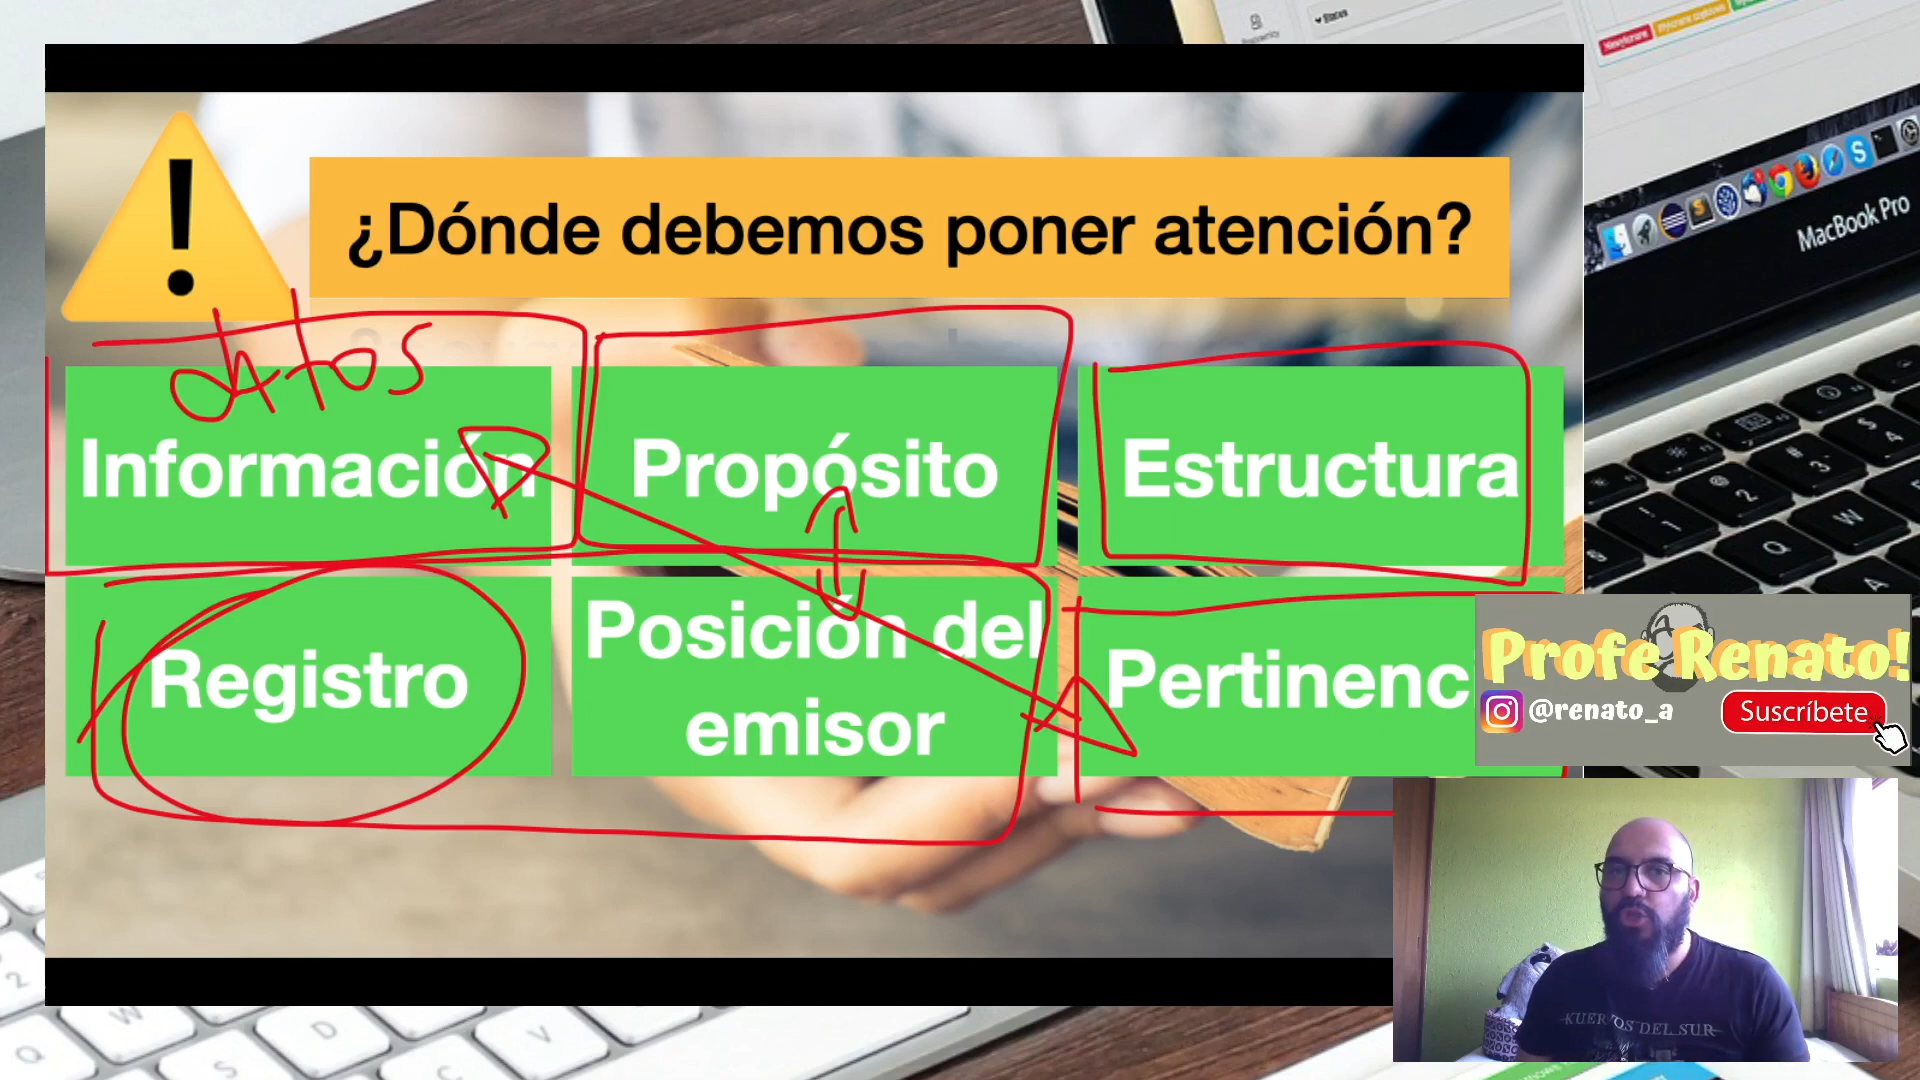 Status
MacBook Pro
¿Dónde debemos poner atención?
datos
Información
Propósito
Estructura
Registro
Posición del
emisor
Pertinenc
Profe Renato!
@renato_a
Suscríbete
KUERVOS DEL SUR